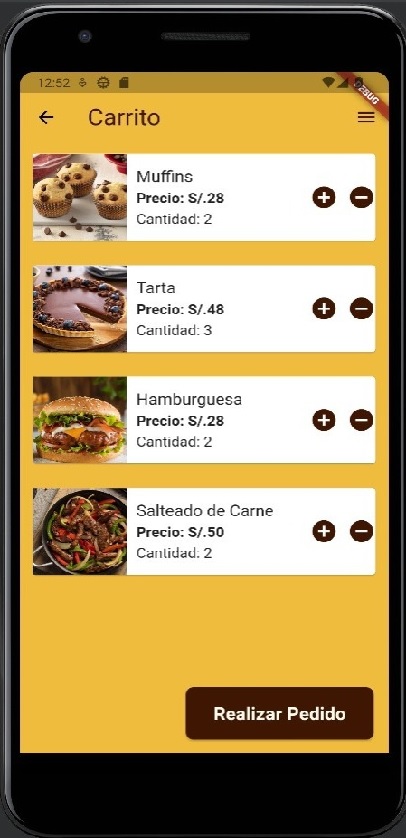 12:52
DEBUG
Carrito
Muffins
Precio: S/.28
Cantidad: 2
Tarta
Precio: S/.48
Cantidad: 3
Hamburguesa
Precio: S/.28
Cantidad: 2
Salteado de Carne
Precio: S/.50
Cantidad: 2
Realizar Pedido